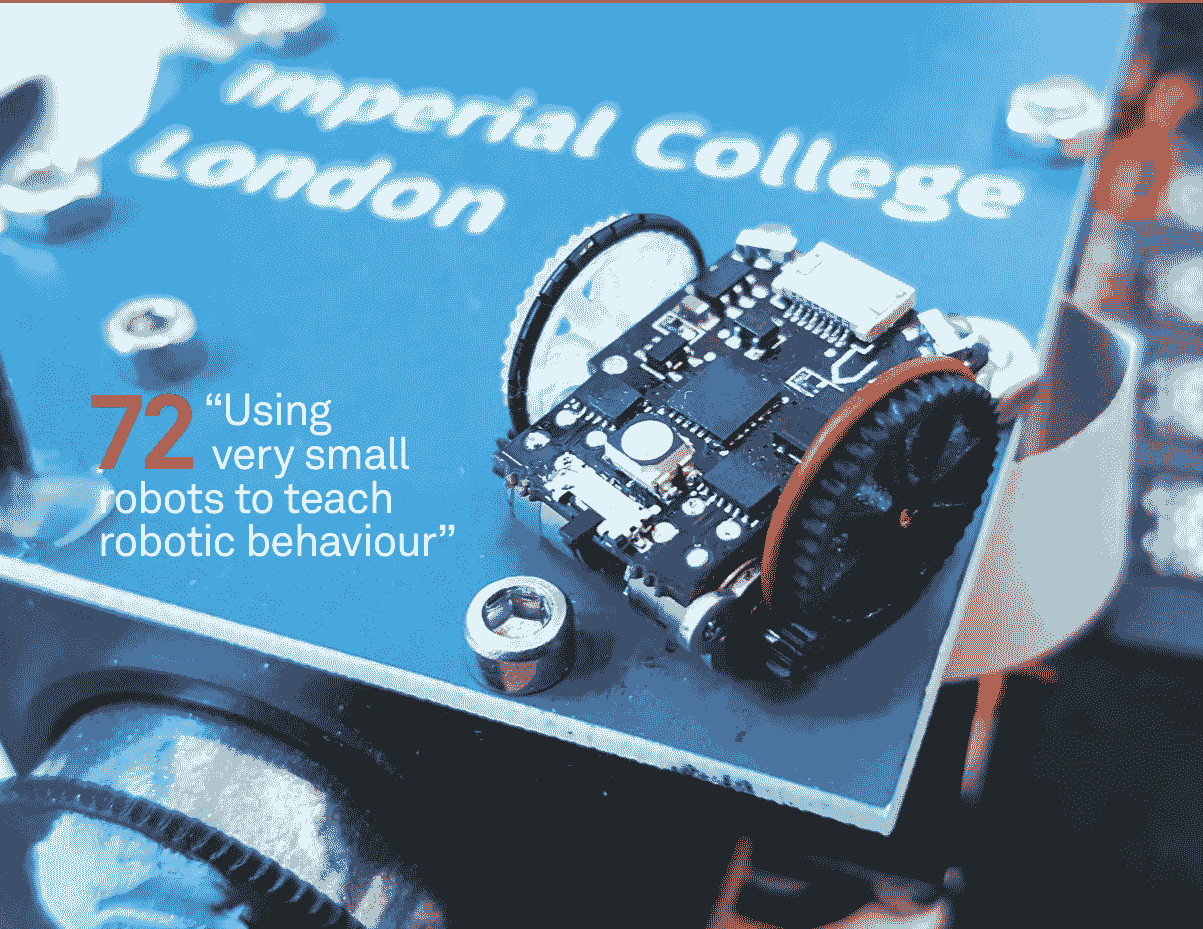 Imperial College
London
72 “Using
very small
robots to teach
robotic behaviour”